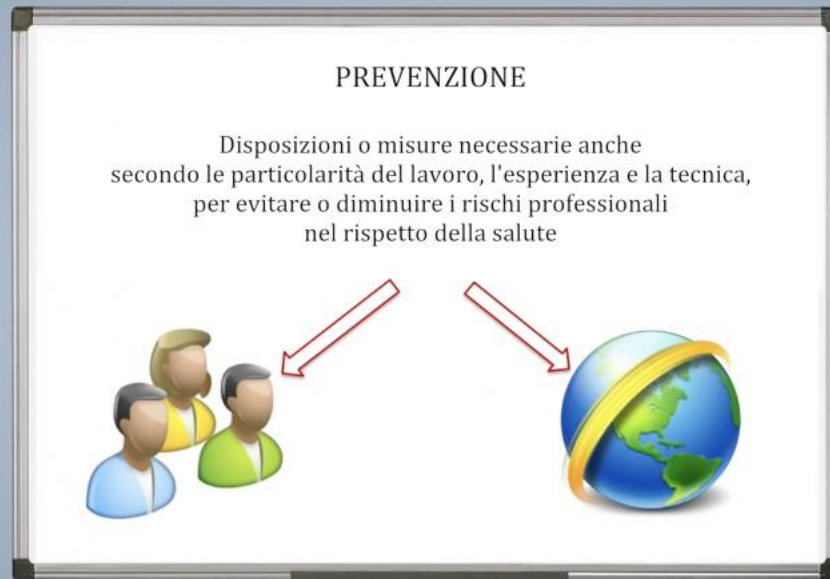 PREVENZIONE
Disposizioni o misure necessarie anche
secondo le particolarità del lavoro, l'esperienza e la tecnica,
per evitare o diminuire i rischi professionali
nel rispetto della salute